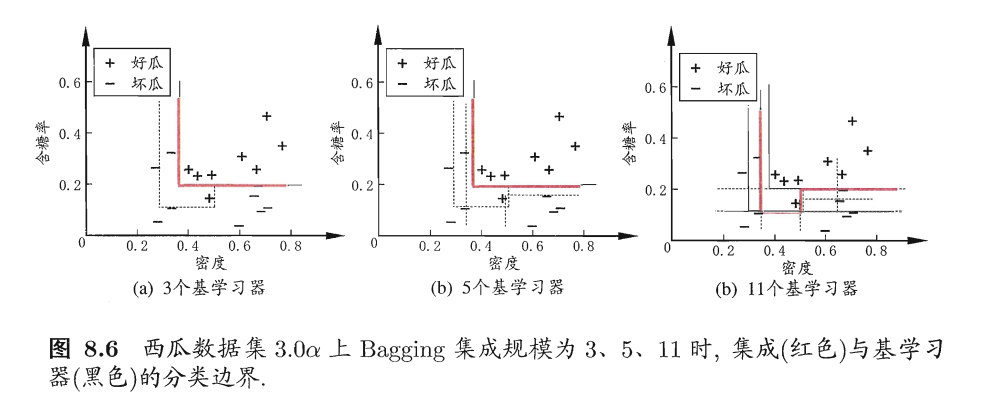 + 好瓜
− 坏瓜
含糖率
0.6
0.4
0.2
0
0.2
0.4
0.6
0.8
密度
(a) 3个基学习器
+ 好瓜
− 坏瓜
含糖率
0.6
0.4
0.2
0
0.2
0.4
0.6
0.8
密度
(b) 5个基学习器
+ 好瓜
− 坏瓜
含糖率
0.6
0.4
0.2
0
0.2
0.4
0.6
0.8
密度
(b) 11个基学习器
图 8.6 西瓜数据集 3.0α 上 Bagging 集成规模为 3、5、11 时, 集成(红色)与基学习
器(黑色)的分类边界.